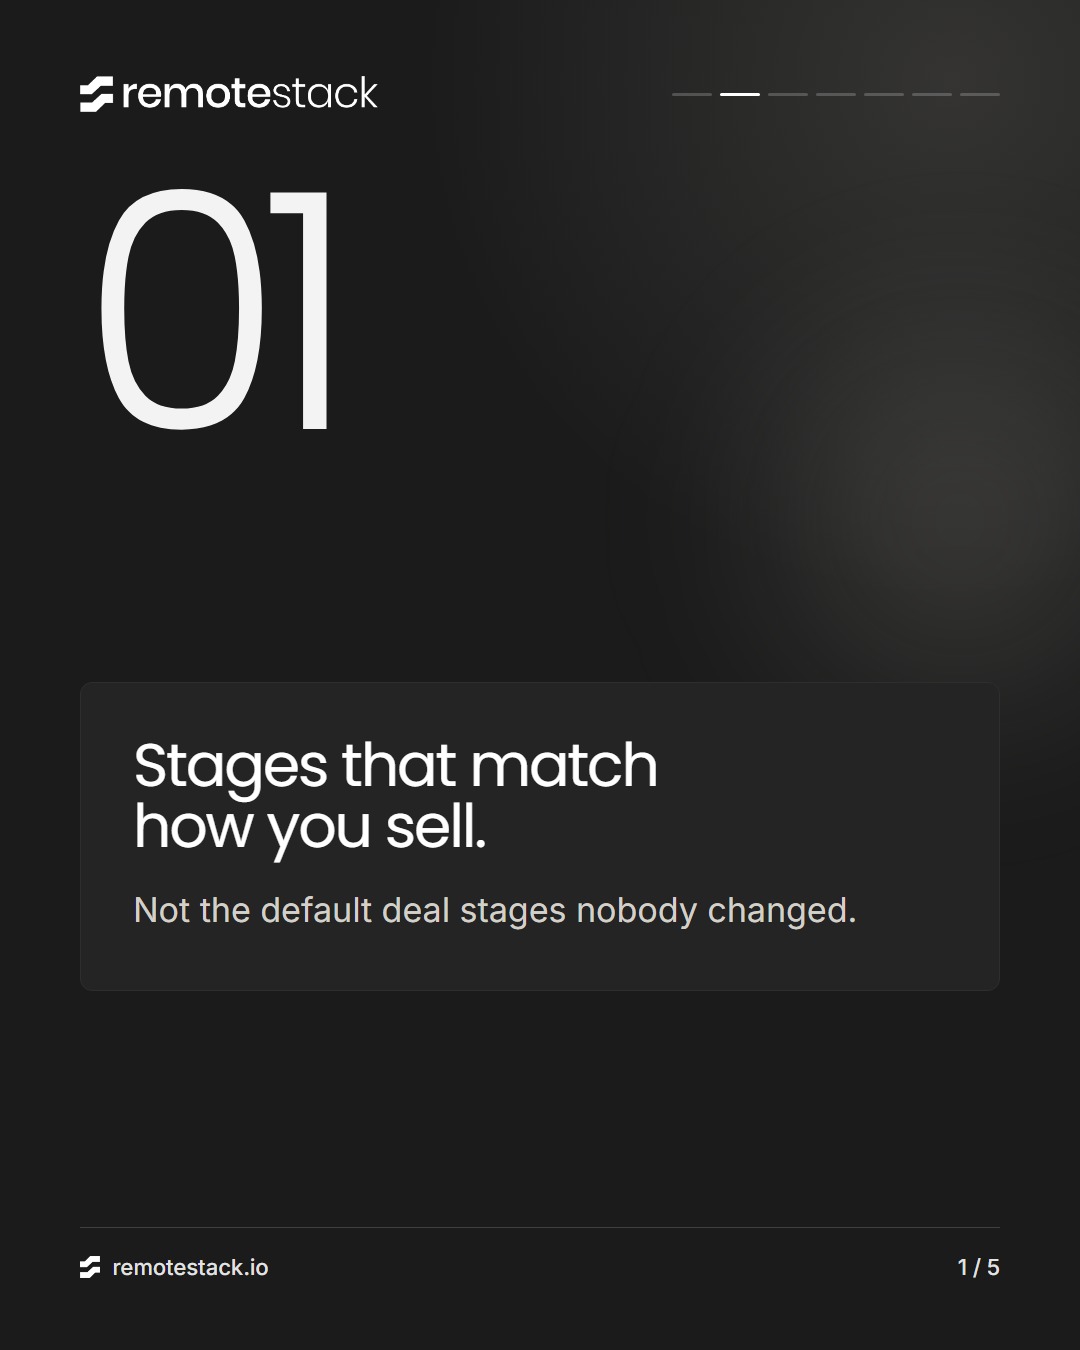 remotestack
01
Stages that match
how you sell.
Not the default deal stages nobody changed.
remotestack.io
1 / 5